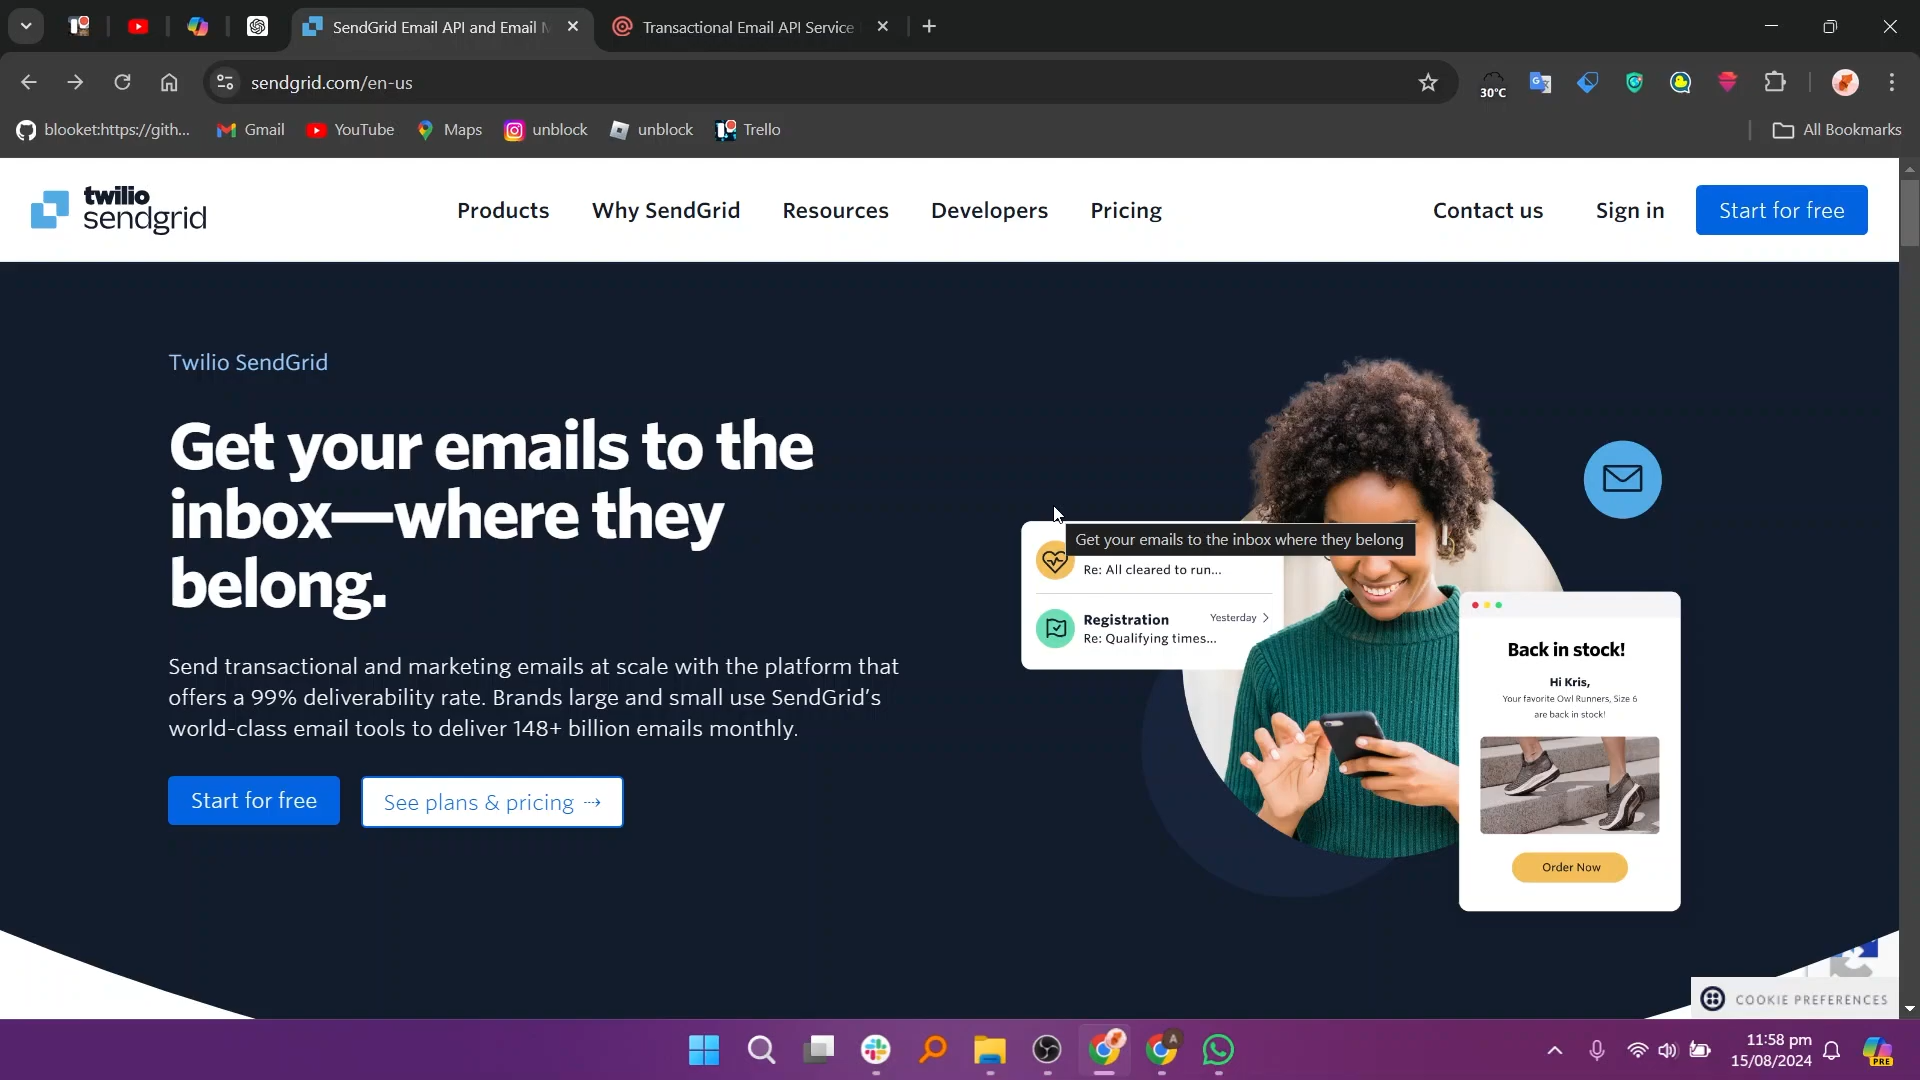 SendGrid Email API and Email M
Transactional Email API Service
sendgrid.com/en-us
30°C
blooket:https://gith...
Gmail
YouTube
Maps
unblock
unblock
Trello
All Bookmarks
twilio
sendgrid
Products
Why SendGrid
Resources
Developers
Pricing
Contact us
Sign in
Start for free
Twilio SendGrid
Get your emails to the
inbox—where they
belong.
Send transactional and marketing emails at scale with the platform that
offers a 99% deliverability rate. Brands large and small use SendGrid's
world-class email tools to deliver 148+ billion emails monthly.
Start for free
See plans & pricing ⤑
Get your emails to the inbox where they belong
Re: All cleared to run...
Registration
Yesterday >
Re: Qualifying times...
Back in stock!
Hi Kris,
Your favorite Owl Runners, Size 6
are back in stock!
Order Now
COOKIE PREFERENCES
A
11:58 pm
15/08/2024
PRE